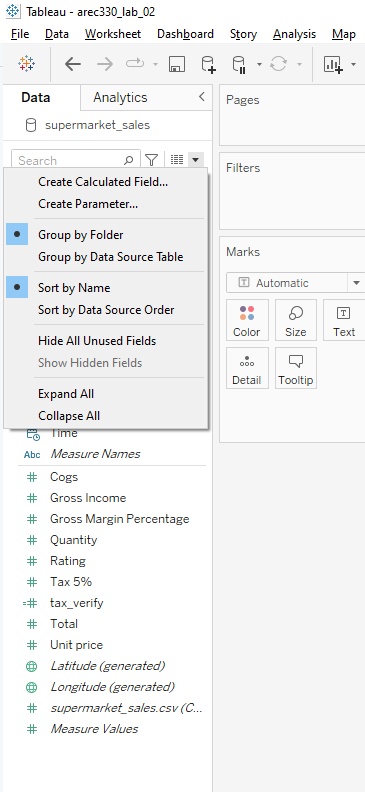 Tableau - arec330_lab_02
File Data Worksheet Dashboard Story Analysis Map
Data Analytics
Pages
supermarket_sales
Search
Filters
Create Calculated Field...
Create Parameter...
Group by Folder
Group by Data Source Table
Marks
Sort by Name
Automatic
Sort by Data Source Order
Color Size Text
Hide All Unused Fields
Show Hidden Fields
Detail Tooltip
Expand All
Collapse All
Time
Abc Measure Names
Cogs
Gross Income
Gross Margin Percentage
Quantity
Rating
Tax 5%
tax_verify
Total
Unit price
Latitude (generated)
Longitude (generated)
supermarket_sales.csv (C...
Measure Values